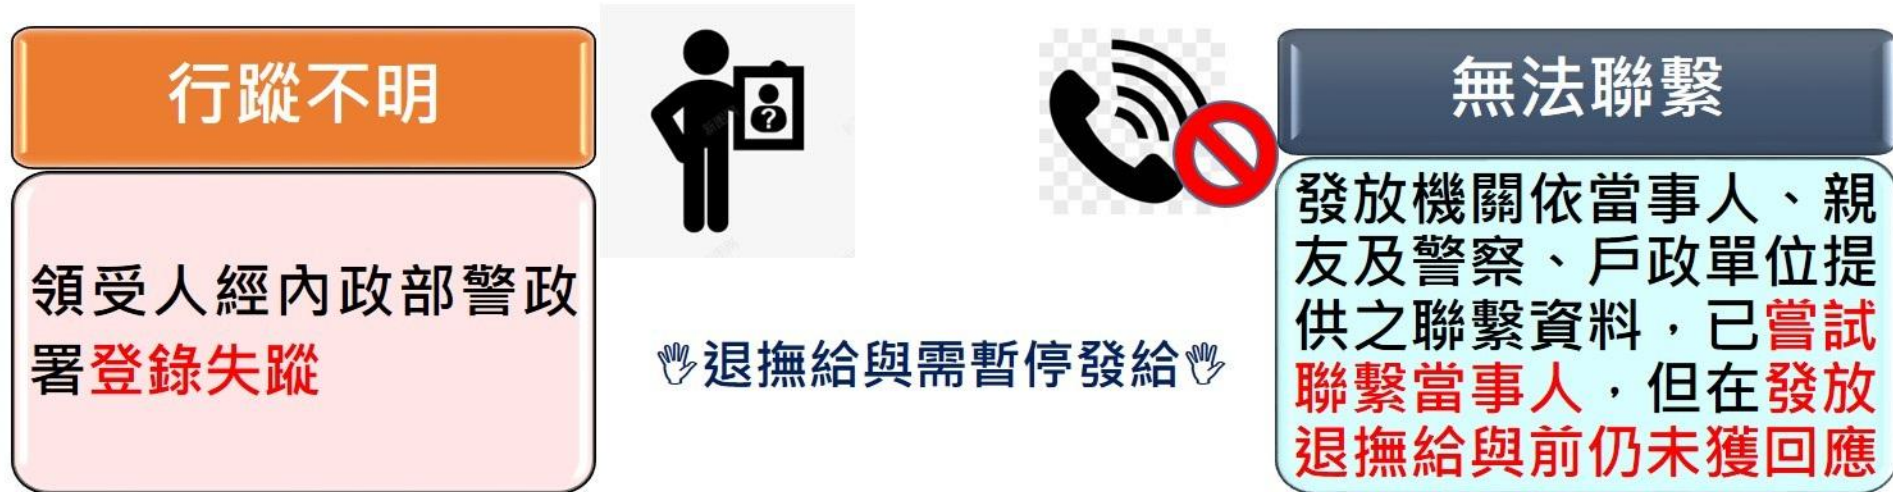 行蹤不明
領受人經內政部警政
署登錄失蹤
?
退撫給與需暫停發給
無法聯繫
發放機關依當事人、親
友及警察、戶政單位提
供之聯繫資料，已嘗試
聯繫當事人，但在發放
退撫給與前仍未獲回應